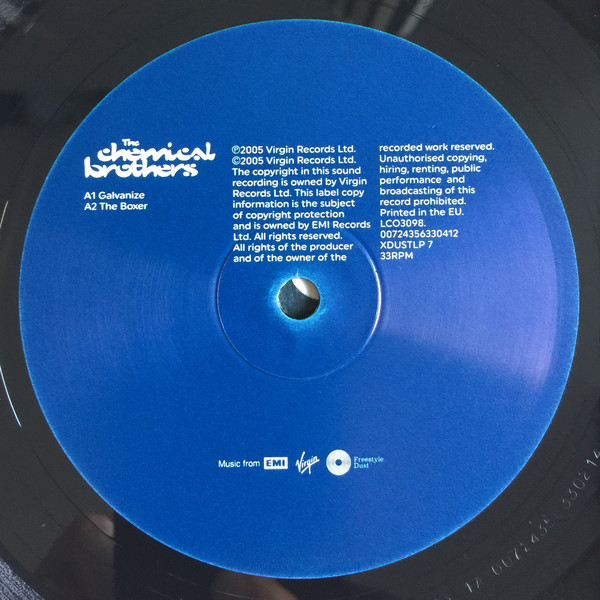 The
chemical
brothers
A1 Galvanize
A2 The Boxer
℗2005 Virgin Records Ltd.
©2005 Virgin Records Ltd.
The copyright in this sound
recording is owned by Virgin
Records Ltd. This label copy
information is the subject
of copyright protection
and is owned by EMI Records
Ltd. All rights reserved.
All rights of the producer
and of the owner of the
recorded work reserved.
Unauthorised copying,
hiring, renting, public
performance and
broadcasting of this
record prohibited.
Printed in the EU.
LCO3098.
00724356330412
XDUSTLP 7
33RPM
Music from EMI Virgin Freestyle
Dust